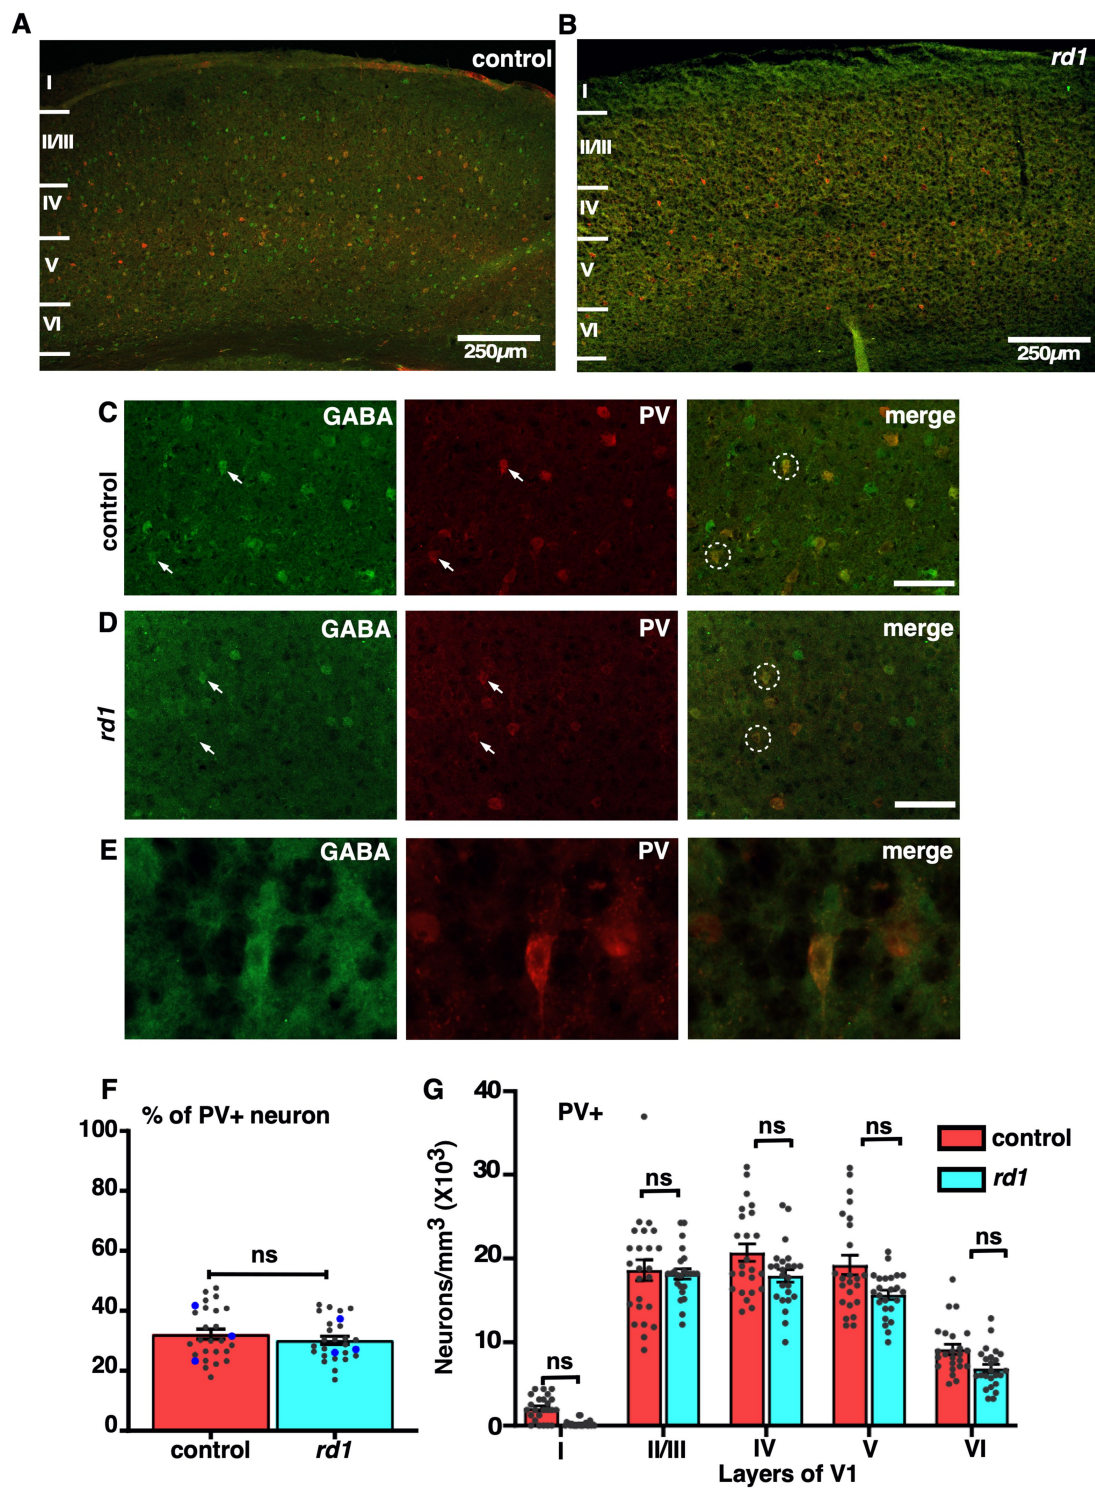 A
control
I
II/III
IV
V
VI
250µm
B
rd1
I
II/III
IV
V
VI
250µm
C
control
GABA
PV
merge
D
rd1
GABA
PV
merge
E
GABA
PV
merge
F
% of PV+ neuron
100
80
60
40
20
0
ns
control
rd1
G
PV+
Neurons/mm³ (X10³)
40
30
20
10
0
ns
ns
ns
ns
ns
control
rd1
I
II/III
IV
V
VI
Layers of V1